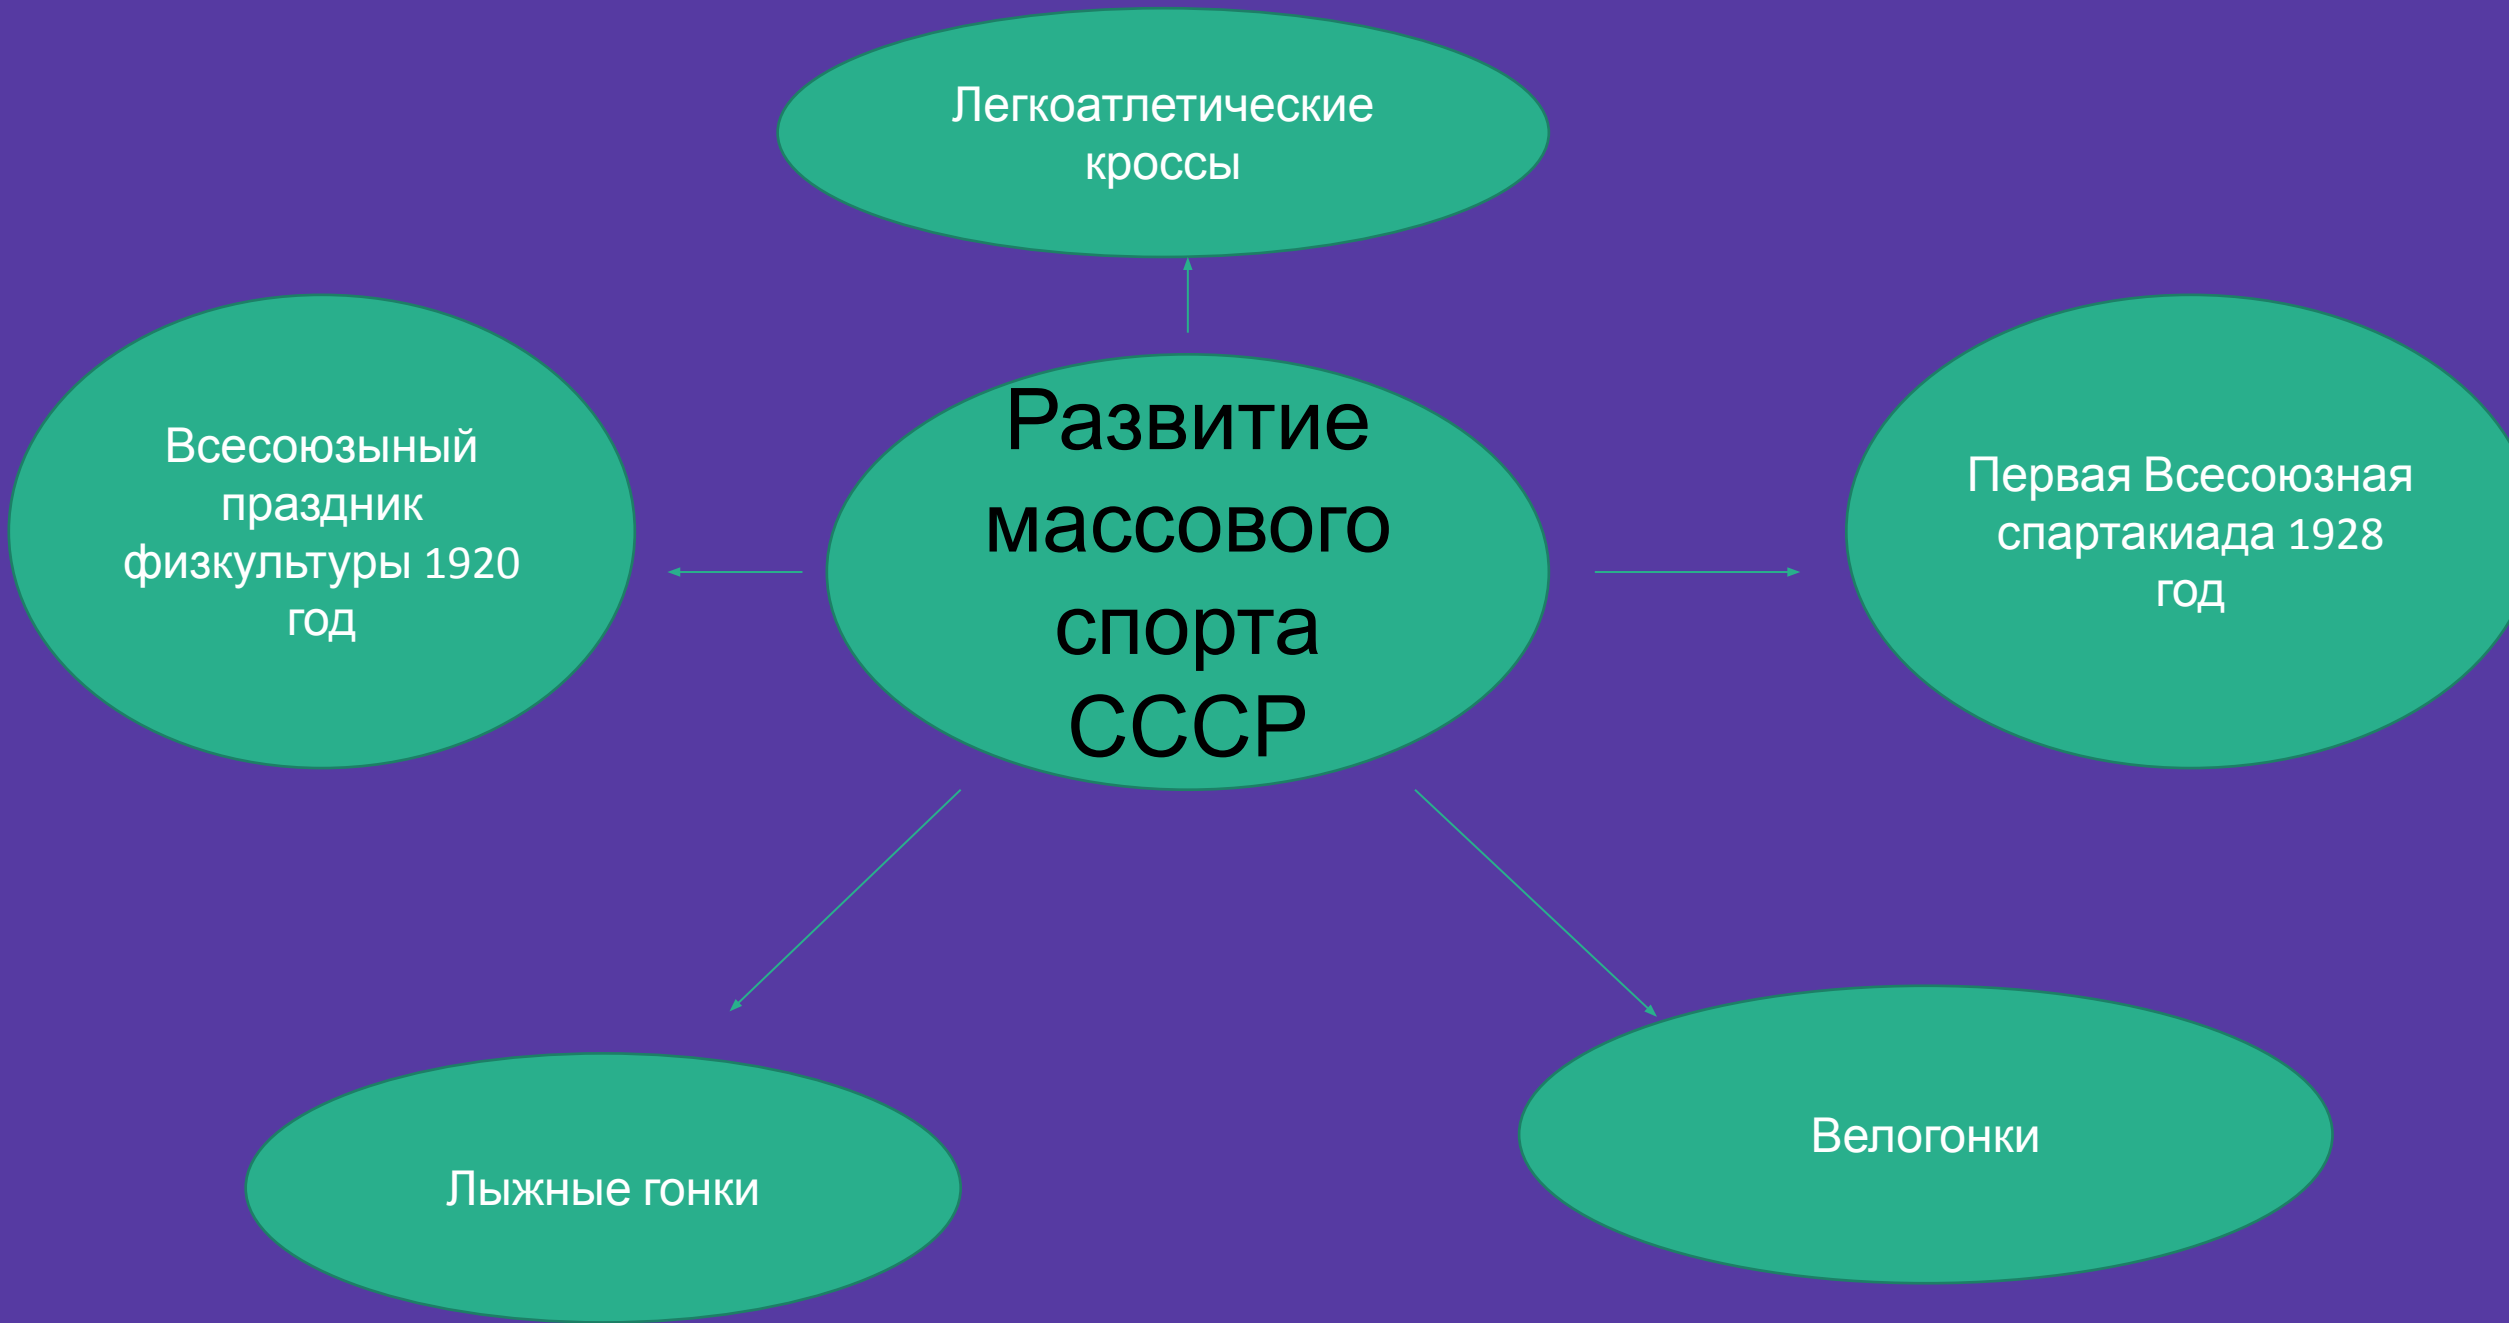 Легкоатлетические
кроссы
Всесоюзыный
праздник
физкультуры 1920
год
Развитие
массового
спорта
СССР
Первая Всесоюзная
спартакиада 1928
год
Лыжные гонки
Велогонки